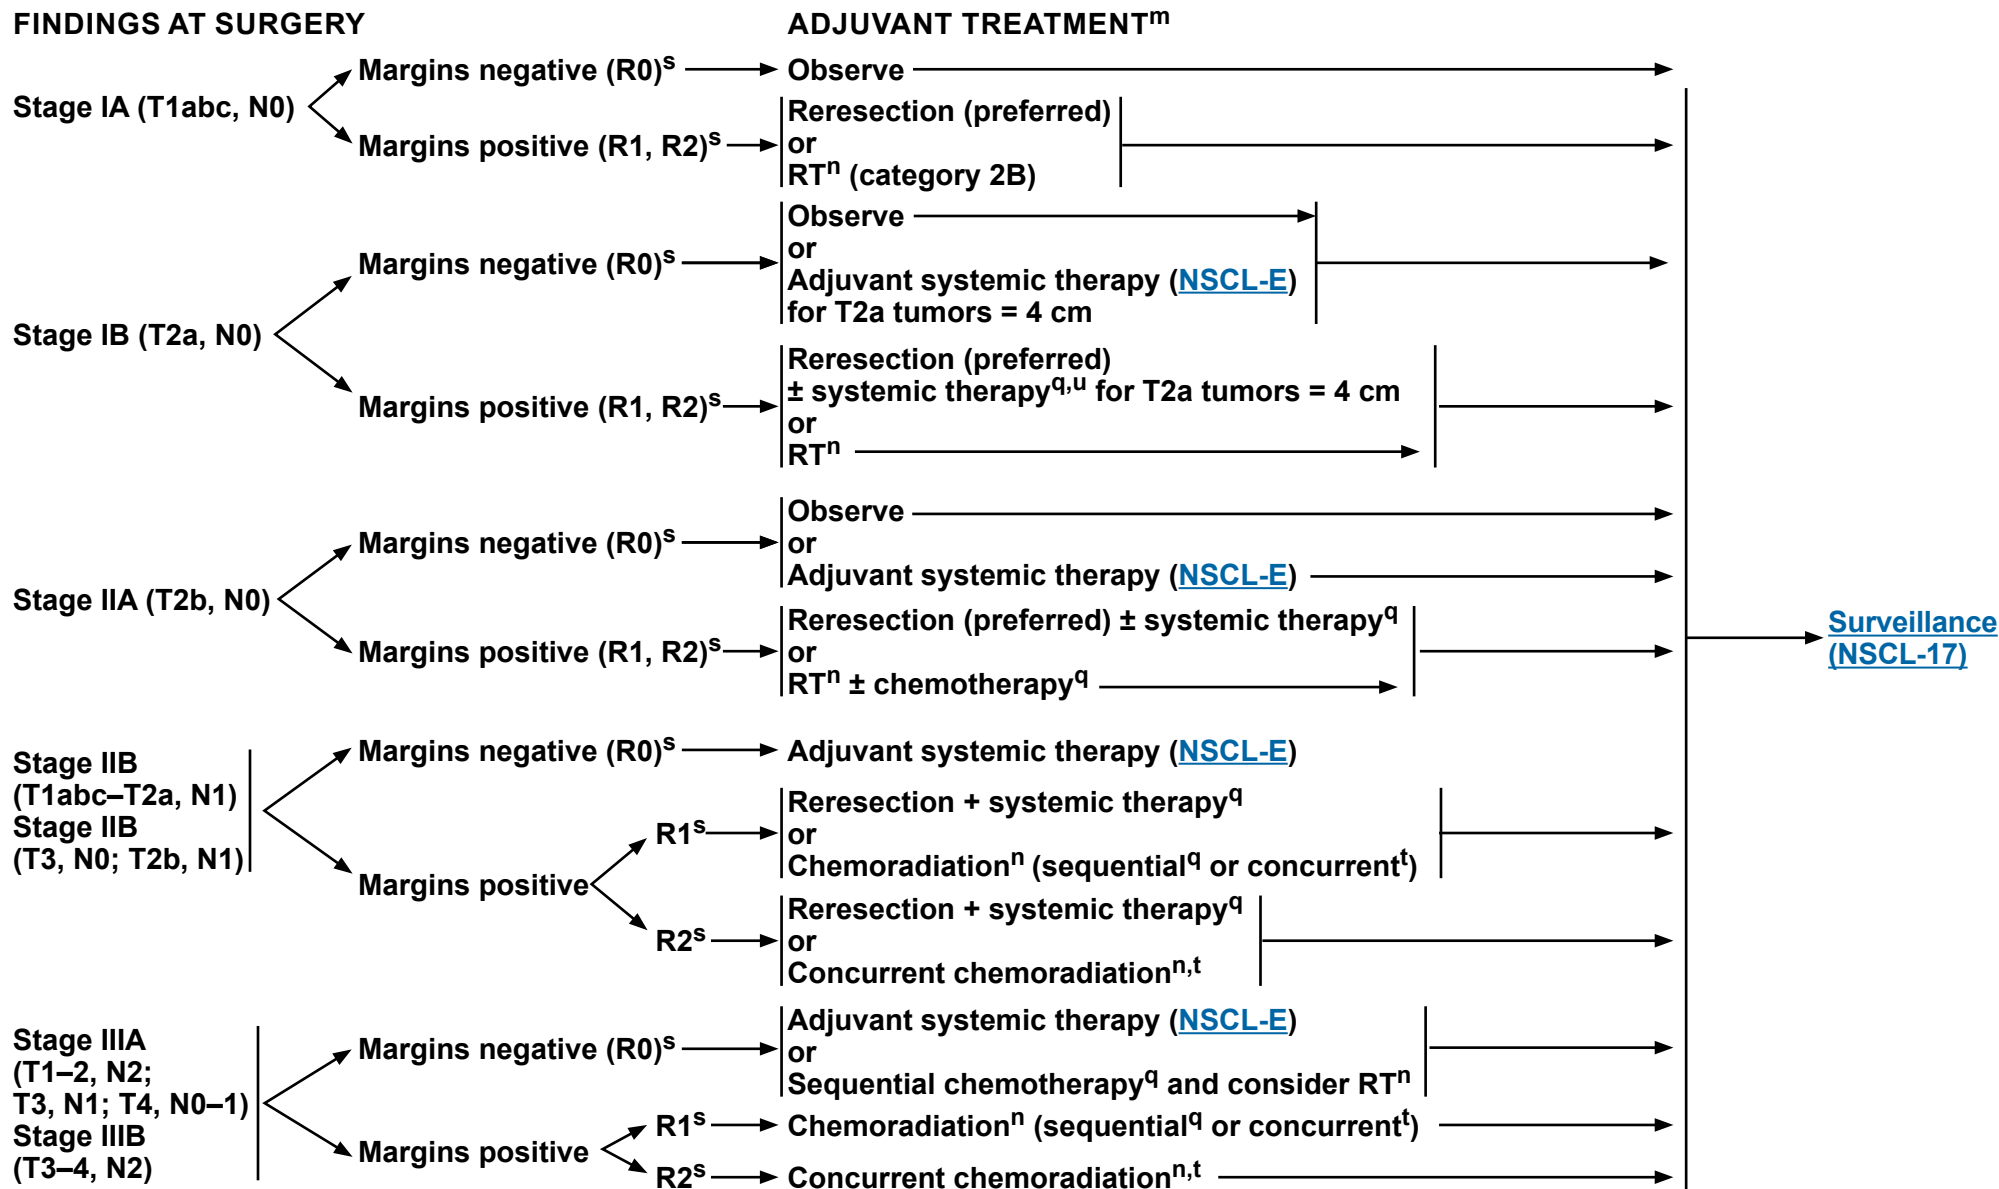 FINDINGS AT SURGERY
ADJUVANT TREATMENTm
Stage IA (T1abc, N0)
Margins negative (R0)s
Observe
Margins positive (R1, R2)s
Reresection (preferred)
or
RTn (category 2B)
Stage IB (T2a, N0)
Margins negative (R0)s
Observe
or
Adjuvant systemic therapy (NSCL-E)
for T2a tumors = 4 cm
Margins positive (R1, R2)s
Reresection (preferred)
± systemic therapyq,u for T2a tumors = 4 cm
or
RTn
Stage IIA (T2b, N0)
Margins negative (R0)s
Observe
or
Adjuvant systemic therapy (NSCL-E)
Margins positive (R1, R2)s
Reresection (preferred) ± systemic therapyq
or
RTn ± chemotherapyq
Stage IIB
(T1abc–T2a, N1)
Stage IIB
(T3, N0; T2b, N1)
Margins negative (R0)s
Adjuvant systemic therapy (NSCL-E)
Margins positive
R1s
Reresection + systemic therapyq
or
Chemoradiationn (sequentialq or concurrentt)
R2s
Reresection + systemic therapyq
or
Concurrent chemoradiationn,t
Stage IIIA
(T1–2, N2;
T3, N1; T4, N0–1)
Stage IIIB
(T3–4, N2)
Margins negative (R0)s
Adjuvant systemic therapy (NSCL-E)
or
Sequential chemotherapyq and consider RTn
Margins positive
R1s
Chemoradiationn (sequentialq or concurrentt)
R2s
Concurrent chemoradiationn,t
Surveillance
(NSCL-17)